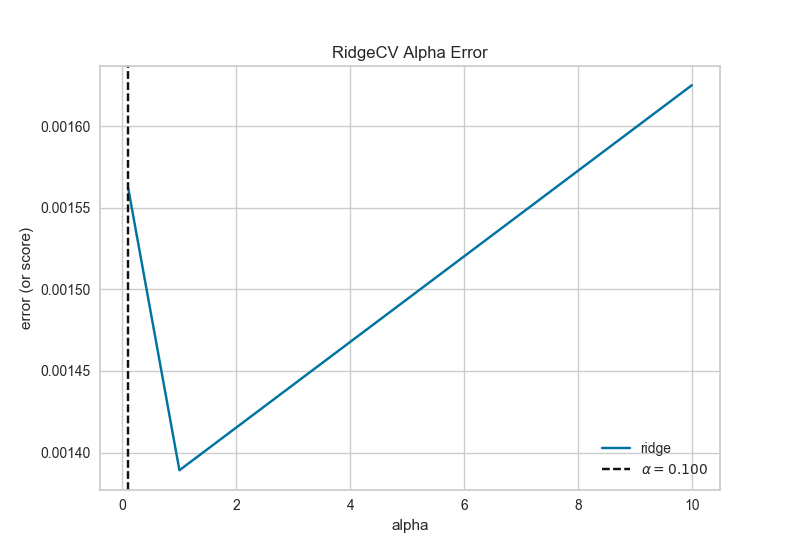 RidgeCV Alpha Error
error (or score)
0.00160
0.00155
0.00150
0.00145
0.00140
0
2
4
6
8
10
alpha
ridge
α = 0.100